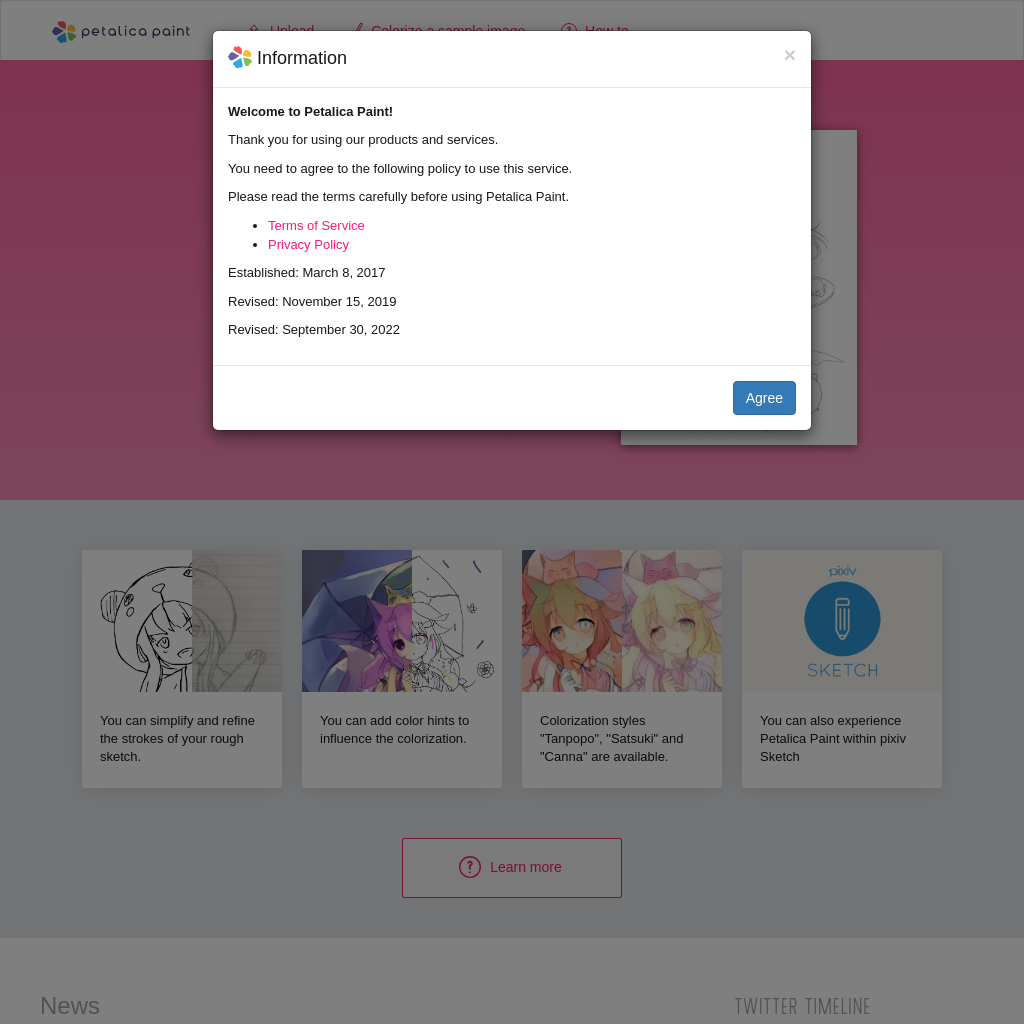 petalica paint
Upload
Colorize a sample image
How to
Information
×
Welcome to Petalica Paint!
Thank you for using our products and services.
You need to agree to the following policy to use this service.
Please read the terms carefully before using Petalica Paint.
Terms of Service
Privacy Policy
Established: March 8, 2017
Revised: November 15, 2019
Revised: September 30, 2022
Agree
pixiv
SKETCH
You can simplify and refine
the strokes of your rough
sketch.
You can add color hints to
influence the colorization.
Colorization styles
"Tanpopo", "Satsuki" and
"Canna" are available.
You can also experience
Petalica Paint within pixiv
Sketch
Learn more
News
TWITTER TIMELINE